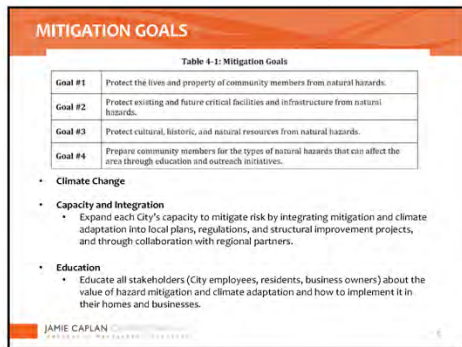 MITIGATION GOALS
Table 4-1: Mitigation Goals
Goal #1 Protect the lives and property of community members from natural hazards.
Goal #2 Protect existing and future critical facilities and infrastructure from natural
hazards.
Goal #3 Protect cultural, historic, and natural resources from natural hazards.
Goal #4 Prepare community members for the types of natural hazards that can affect the
area through education and outreach initiatives.
• Climate Change
• Capacity and Integration
• Expand each City's capacity to mitigate risk by integrating mitigation and climate
adaptation into local plans, regulations, and structural improvement projects,
and through collaboration with regional partners.
• Education
• Educate all stakeholders (City employees, residents, business owners) about the
value of hazard mitigation and climate adaptation and how to implement it in
their homes and businesses.
JAMIE CAPLAN